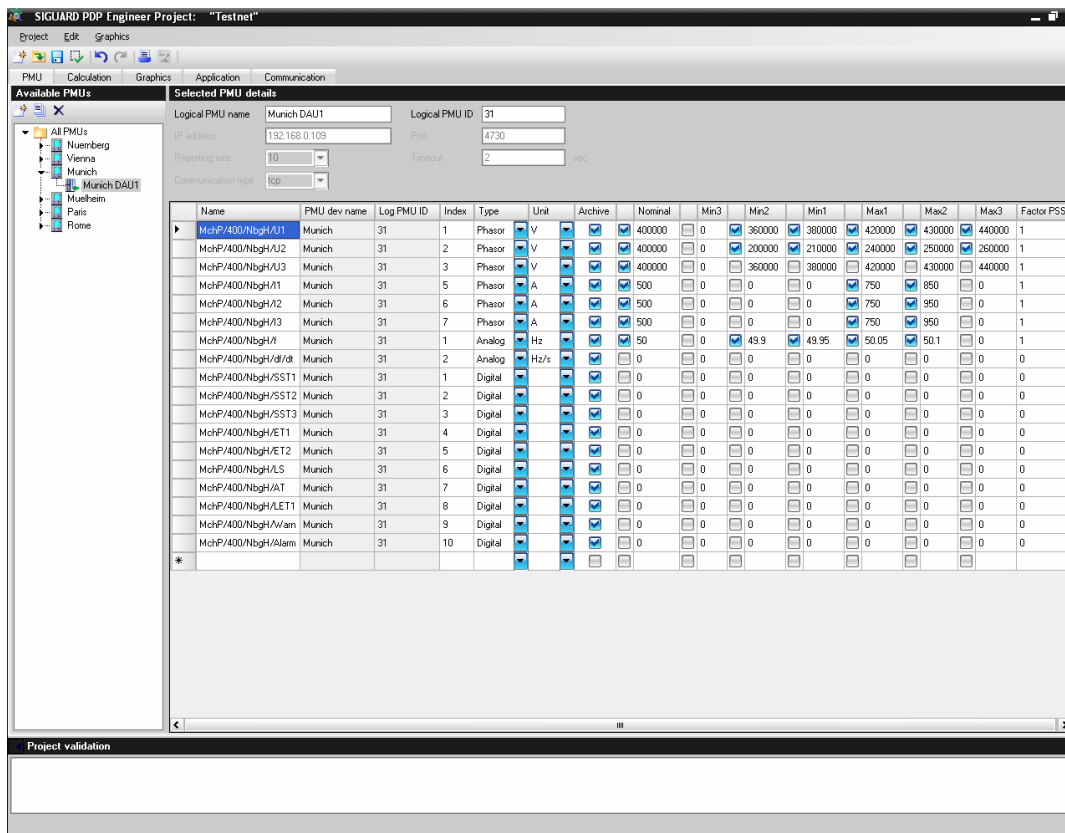 SIGUARD PDP Engineer Project: "Testnet"
Project Edit Graphics
PMU Calculation Graphics Application Communication
Available PMUs
All PMUs
Nuernberg
Vienna
Munich
Munich DAU1
Muelheim
Paris
Rome
Selected PMU details
Logical PMU name Munich DAU1 Logical PMU ID 31
IP address 192.168.0.109 Port 4730
Reporting rate 10 Timeout 2 sec
Communication type tcp
Name PMU dev name Log PMU ID Index Type Unit Archive Nominal Min3 Min2 Min1 Max1 Max2 Max3 Factor PSS
MchP/400/NbgH/U1 Munich 31 1 Phasor V 400000 0 360000 380000 420000 430000 440000 1
MchP/400/NbgH/U2 Munich 31 2 Phasor V 400000 0 200000 210000 240000 250000 260000 1
MchP/400/NbgH/U3 Munich 31 3 Phasor V 400000 0 360000 380000 420000 430000 440000 1
MchP/400/NbgH/I1 Munich 31 5 Phasor A 500 0 0 0 750 850 0 1
MchP/400/NbgH/I2 Munich 31 6 Phasor A 500 0 0 0 750 950 0 1
MchP/400/NbgH/I3 Munich 31 7 Phasor A 500 0 0 0 750 950 0 1
MchP/400/NbgH/f Munich 31 1 Analog Hz 50 0 49.9 49.95 50.05 50.1 0 1
MchP/400/NbgH/df/dt Munich 31 2 Analog Hz/s 0 0 0 0 0 0 0 0
MchP/400/NbgH/SST1 Munich 31 1 Digital 0 0 0 0 0 0 0 0
MchP/400/NbgH/SST2 Munich 31 2 Digital 0 0 0 0 0 0 0 0
MchP/400/NbgH/SST3 Munich 31 3 Digital 0 0 0 0 0 0 0 0
MchP/400/NbgH/ET1 Munich 31 4 Digital 0 0 0 0 0 0 0 0
MchP/400/NbgH/ET2 Munich 31 5 Digital 0 0 0 0 0 0 0 0
MchP/400/NbgH/LS Munich 31 6 Digital 0 0 0 0 0 0 0 0
MchP/400/NbgH/AT Munich 31 7 Digital 0 0 0 0 0 0 0 0
MchP/400/NbgH/LET1 Munich 31 8 Digital 0 0 0 0 0 0 0 0
MchP/400/NbgH/Warn Munich 31 9 Digital 0 0 0 0 0 0 0 0
MchP/400/NbgH/Alarm Munich 31 10 Digital 0 0 0 0 0 0 0 0
Project validation